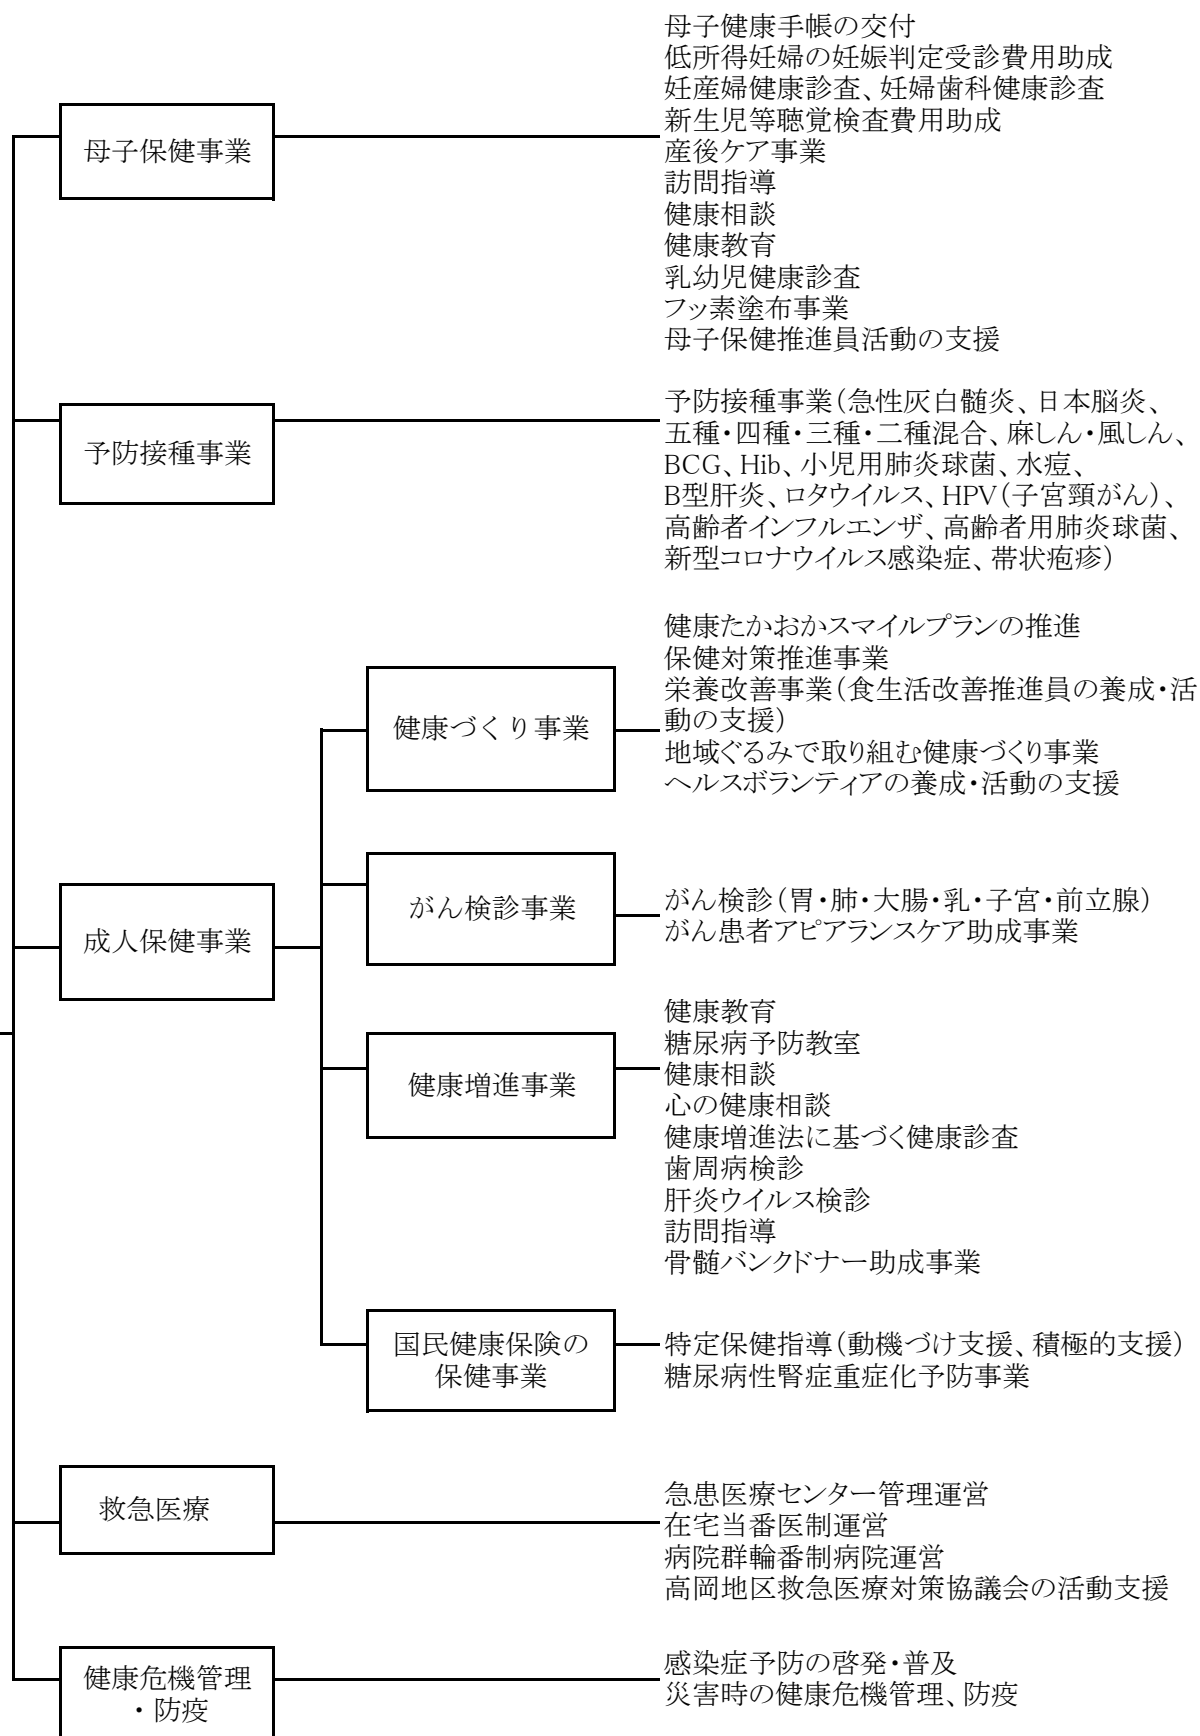 母子保健事業
母子健康手帳の交付
低所得妊婦の妊娠判定受診費用助成
妊産婦健康診査、妊婦歯科健康診査
新生児等聴覚検査費用助成
産後ケア事業
訪問指導
健康相談
健康教育
乳幼児健康診査
フッ素塗布事業
母子保健推進員活動の支援
予防接種事業
予防接種事業(急性灰白髄炎、日本脳炎、
五種・四種・三種・二種混合、麻しん・風しん、
BCG、Hib、小児用肺炎球菌、水痘、
B型肝炎、ロタウイルス、HPV(子宮頸がん)、
高齢者インフルエンザ、高齢者用肺炎球菌、
新型コロナウイルス感染症、帯状疱疹)
成人保健事業
健康づくり事業
健康たかおかスマイルプランの推進
保健対策推進事業
栄養改善事業(食生活改善推進員の養成・活
動の支援)
地域ぐるみで取り組む健康づくり事業
ヘルスボランティアの養成・活動の支援
がん検診事業
がん検診(胃・肺・大腸・乳・子宮・前立腺)
がん患者アピアランスケア助成事業
健康増進事業
健康教育
糖尿病予防教室
健康相談
心の健康相談
健康増進法に基づく健康診査
歯周病検診
肝炎ウイルス検診
訪問指導
骨髄バンクドナー助成事業
国民健康保険の
保健事業
特定保健指導(動機づけ支援、積極的支援)
糖尿病性腎症重症化予防事業
救急医療
急患医療センター管理運営
在宅当番医制運営
病院群輪番制病院運営
高岡地区救急医療対策協議会の活動支援
健康危機管理
・防疫
感染症予防の啓発・普及
災害時の健康危機管理、防疫